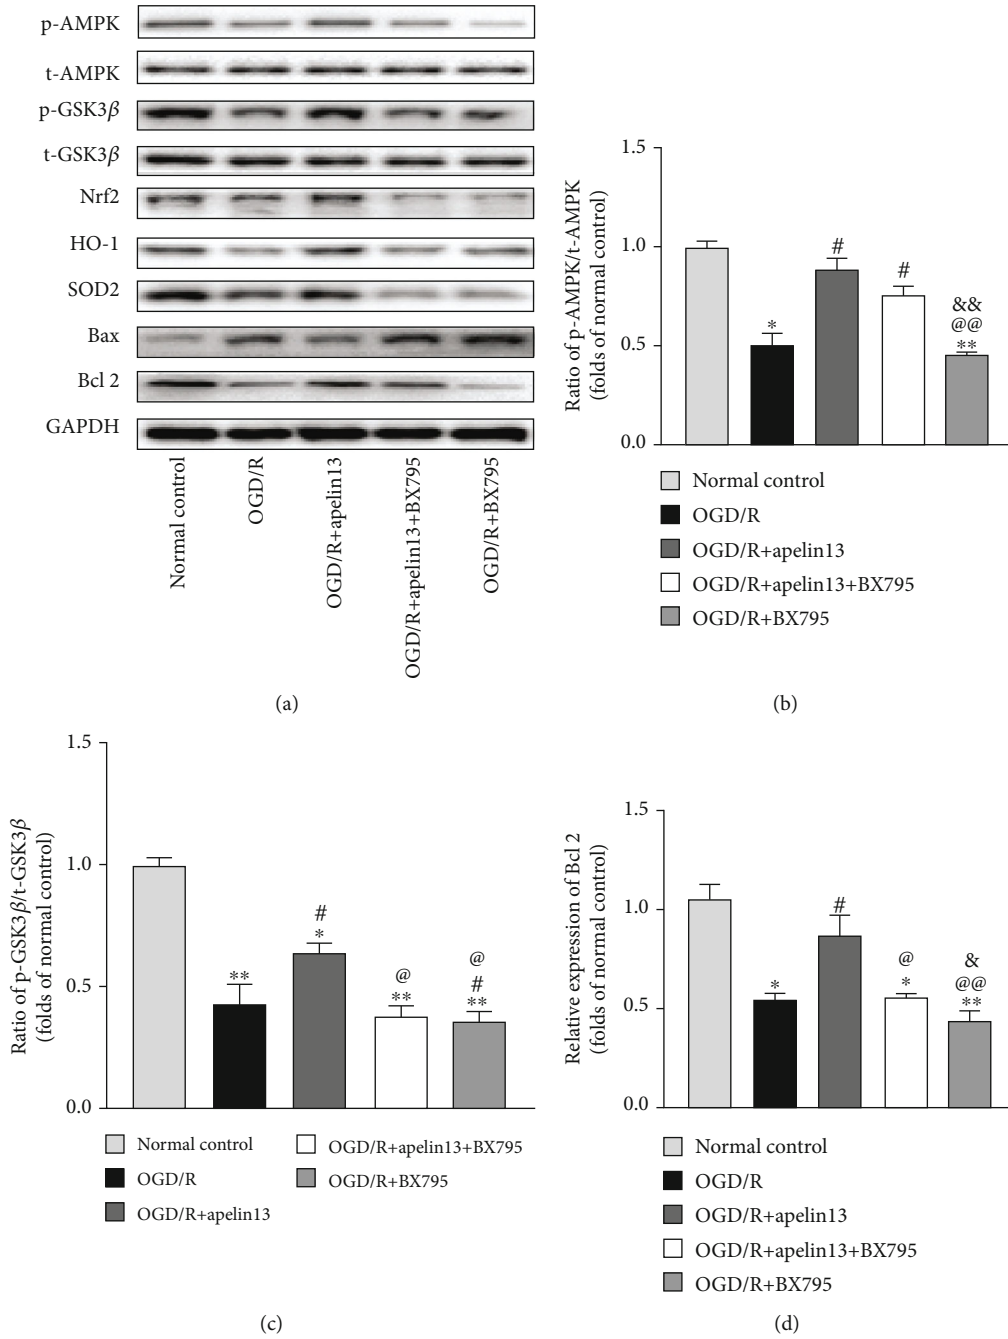 p-AMPK
t-AMPK
p-GSK3β
t-GSK3β
Nrf2
HO-1
SOD2
Bax
Bcl 2
GAPDH
Normal control
OGD/R
OGD/R+apelin13
OGD/R+apelin13+BX795
OGD/R+BX795
(a)
Ratio of p-AMPK/t-AMPK
(folds of normal control)
1.5
1.0
0.5
0.0
*
#
#
&&
@@
**
Normal control
OGD/R
OGD/R+apelin13
OGD/R+apelin13+BX795
OGD/R+BX795
(b)
Ratio of p-GSK3β/t-GSK3β
(folds of normal control)
1.5
1.0
0.5
0.0
**
#
*
@
**
@
#
**
Normal control
OGD/R
OGD/R+apelin13
OGD/R+apelin13+BX795
OGD/R+BX795
(c)
Relative expression of Bcl 2
(folds of normal control)
1.5
1.0
0.5
0.0
*
#
@
*
&
@@
**
Normal control
OGD/R
OGD/R+apelin13
OGD/R+apelin13+BX795
OGD/R+BX795
(d)